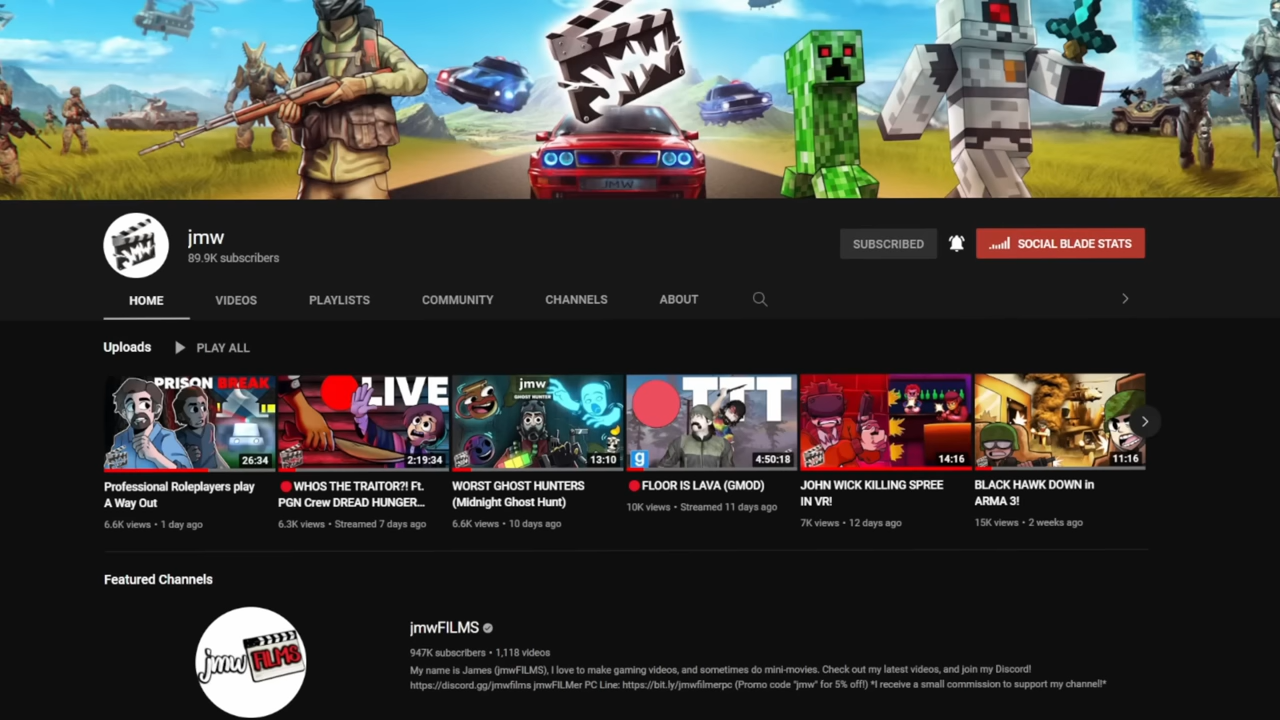 JMW
jmw
89.9K subscribers
SUBSCRIBED
SOCIAL BLADE STATS
HOME
VIDEOS
PLAYLISTS
COMMUNITY
CHANNELS
ABOUT
Uploads
PLAY ALL
PRISON BREAK
26:34
LIVE
2:19:34
jmw
GHOST HUNTER
13:10
TTT
g
4:50:18
14:16
11:16
Professional Roleplayers play
A Way Out
6.6K views • 1 day ago
WHOS THE TRAITOR?! Ft.
PGN Crew DREAD HUNGER...
6.3K views • Streamed 7 days ago
WORST GHOST HUNTERS
(Midnight Ghost Hunt)
6.6K views • 10 days ago
FLOOR IS LAVA (GMOD)
10K views • Streamed 11 days ago
JOHN WICK KILLING SPREE
IN VR!
7K views • 12 days ago
BLACK HAWK DOWN in
ARMA 3!
15K views • 2 weeks ago
Featured Channels
jmw FILMS
jmwFILMS
947K subscribers • 1,118 videos
My name is James (jmwFILMS), I love to make gaming videos, and sometimes do mini-movies. Check out my latest videos, and join my Discord!
https://discord.gg/jmwfilms jmwFILMer PC Line: https://bit.ly/jmwfilmerpc (Promo code "jmw" for 5% off!) *I receive a small commission to support my channel!*